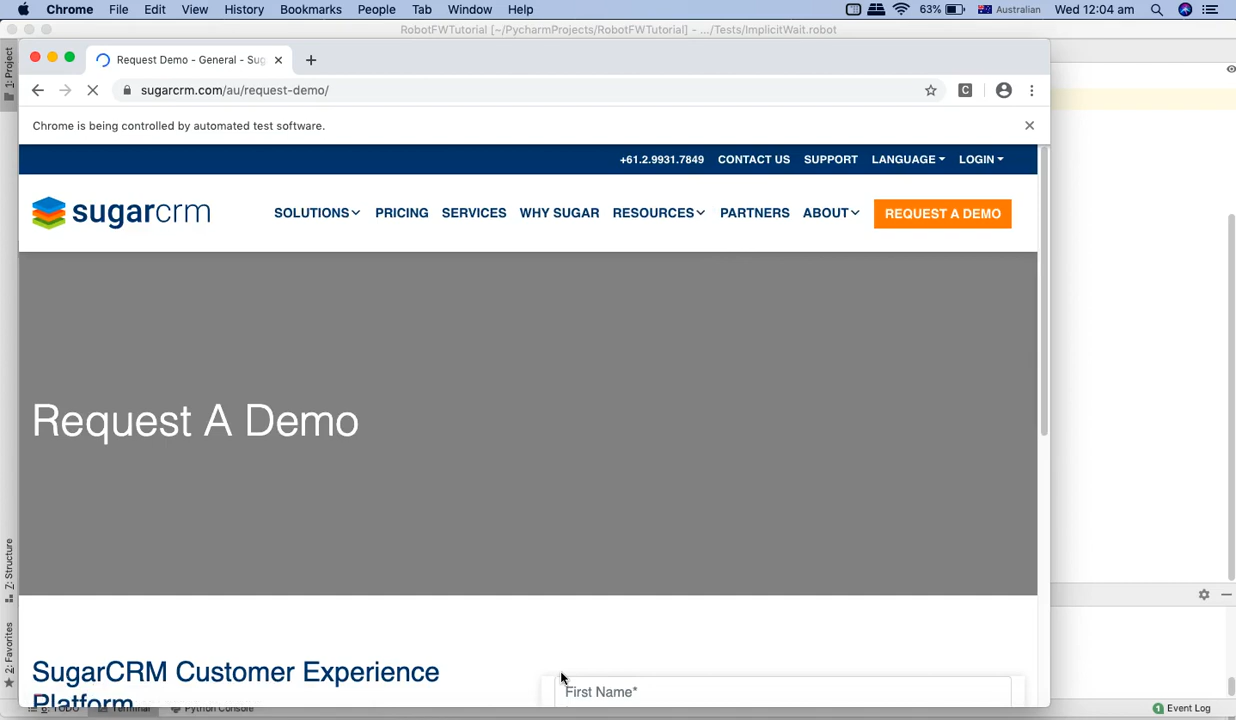 Chrome File Edit View History Bookmarks People Tab Window Help 63% Australian Wed 12:04 am
RobotFWTutorial [~/PycharmProjects/RobotFWTutorial] - .../Tests/ImplicitWait.robot
1: Project
Request Demo - General - Sug
sugarcrm.com/au/request-demo/
C
Chrome is being controlled by automated test software.
+61.2.9931.7849 CONTACT US SUPPORT LANGUAGE LOGIN
sugarcrm SOLUTIONS PRICING SERVICES WHY SUGAR RESOURCES PARTNERS ABOUT REQUEST A DEMO
Request A Demo
SugarCRM Customer Experience
Platform
First Name*
Z: Structure
2: Favorites
6: TODO Terminal Python Console 1 Event Log